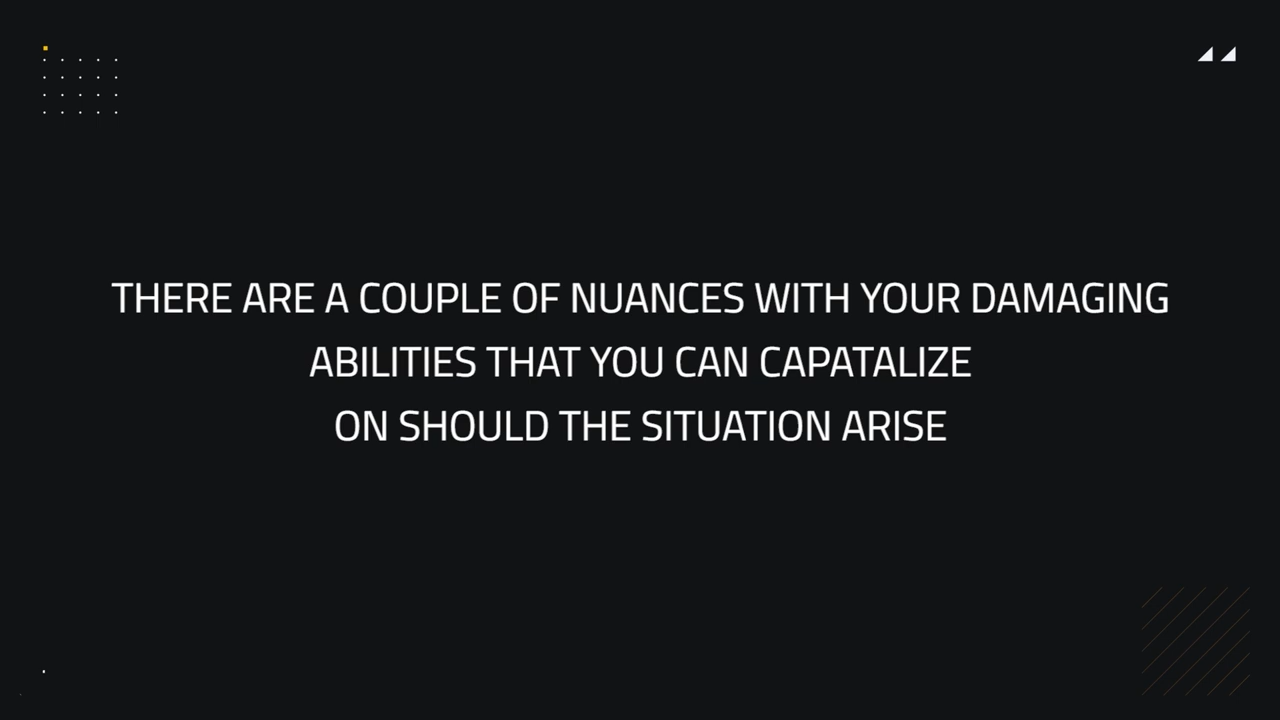 THERE ARE A COUPLE OF NUANCES WITH YOUR DAMAGING
ABILITIES THAT YOU CAN CAPATALIZE
ON SHOULD THE SITUATION ARISE